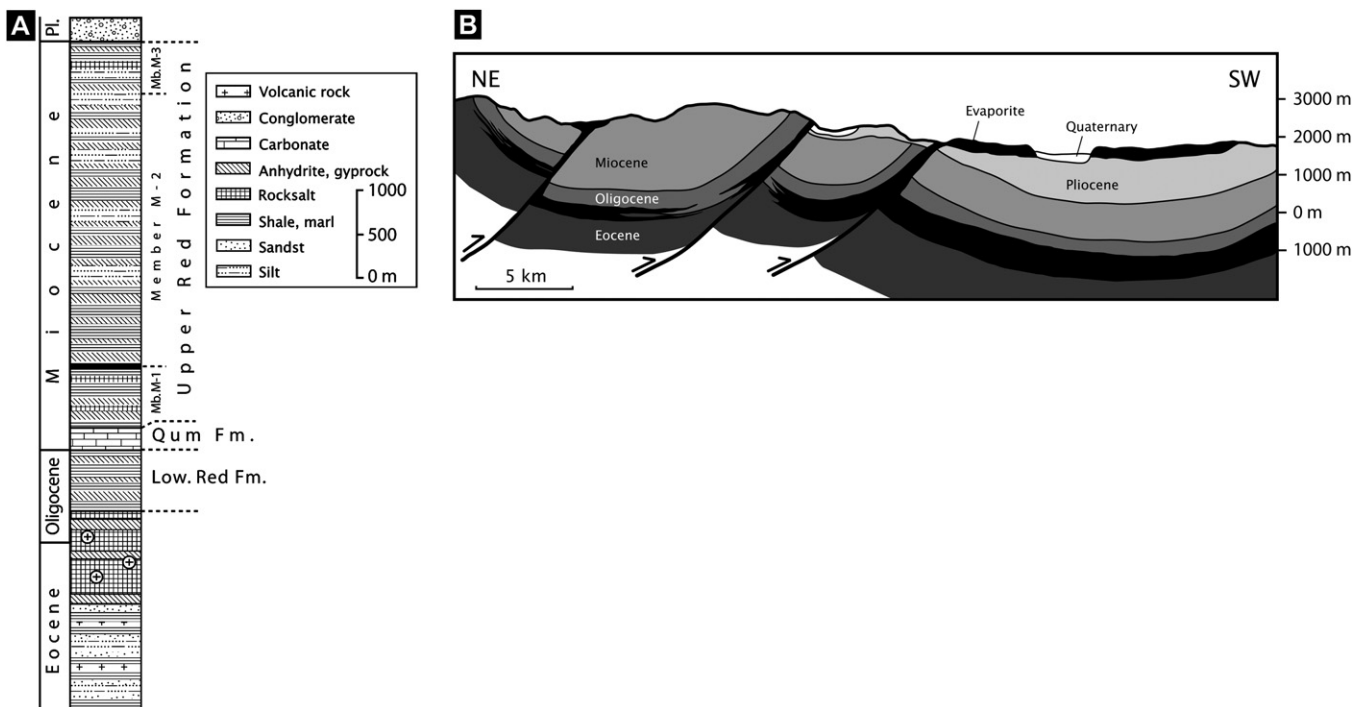 A
Pl.
Miocene
Oligocene
Eocene
Mb.M-3
Member M-2
Mb.M-1
Upper Red Formation
Qum Fm.
Low. Red Fm.
Volcanic rock
Conglomerate
Carbonate
Anhydrite, gyprock
Rocksalt
Shale, marl
Sandst
Silt
1000
500
0 m
B
NE
SW
Evaporite
Quaternary
Miocene
Pliocene
Oligocene
Eocene
5 km
3000 m
2000 m
1000 m
0 m
1000 m